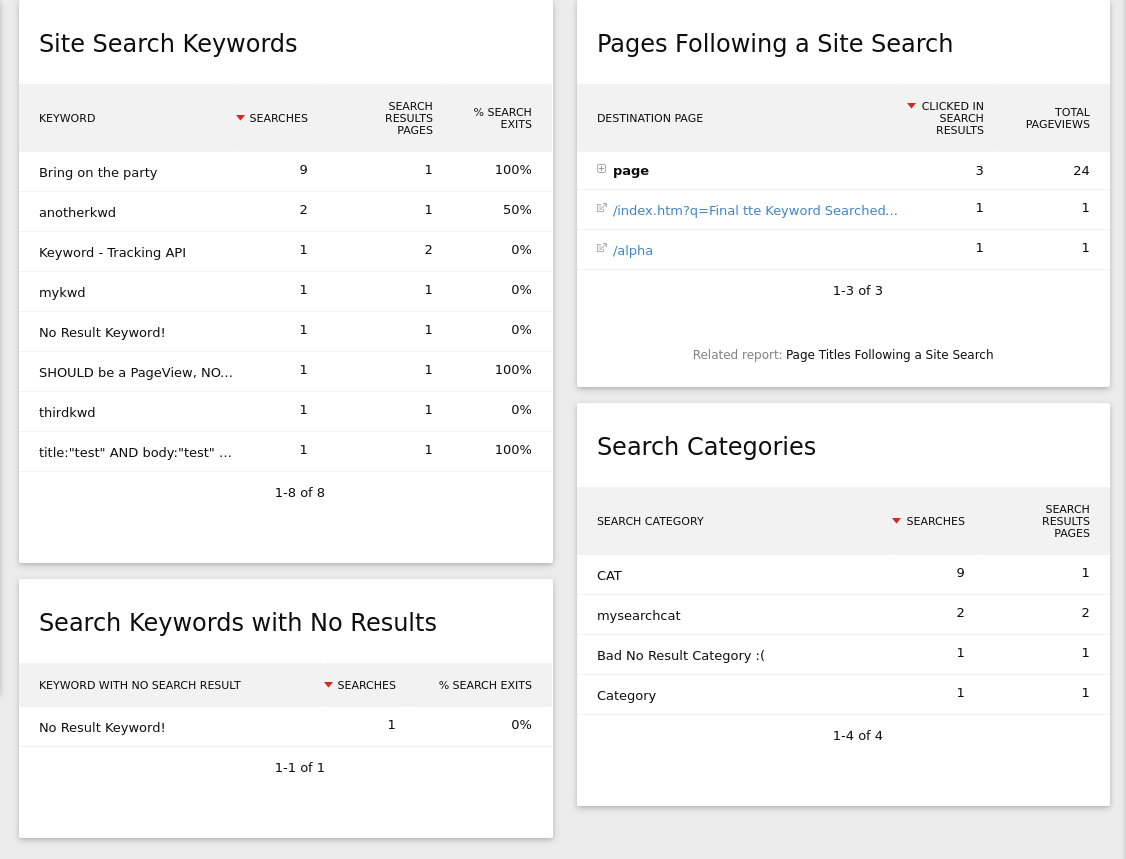 Site Search Keywords
KEYWORD SEARCHES SEARCH RESULTS PAGES % SEARCH EXITS
Bring on the party 9 1 100%
anotherkwd 2 1 50%
Keyword - Tracking API 1 2 0%
mykwd 1 1 0%
No Result Keyword! 1 1 0%
SHOULD be a PageView, NO... 1 1 100%
thirdkwd 1 1 0%
title:"test" AND body:"test" ... 1 1 100%
1-8 of 8
Search Keywords with No Results
KEYWORD WITH NO SEARCH RESULT SEARCHES % SEARCH EXITS
No Result Keyword! 1 0%
1-1 of 1
Pages Following a Site Search
DESTINATION PAGE CLICKED IN SEARCH RESULTS TOTAL PAGEVIEWS
page 3 24
/index.htm?q=Final tte Keyword Searched... 1 1
/alpha 1 1
1-3 of 3
Related report: Page Titles Following a Site Search
Search Categories
SEARCH CATEGORY SEARCHES SEARCH RESULTS PAGES
CAT 9 1
mysearchcat 2 2
Bad No Result Category :( 1 1
Category 1 1
1-4 of 4